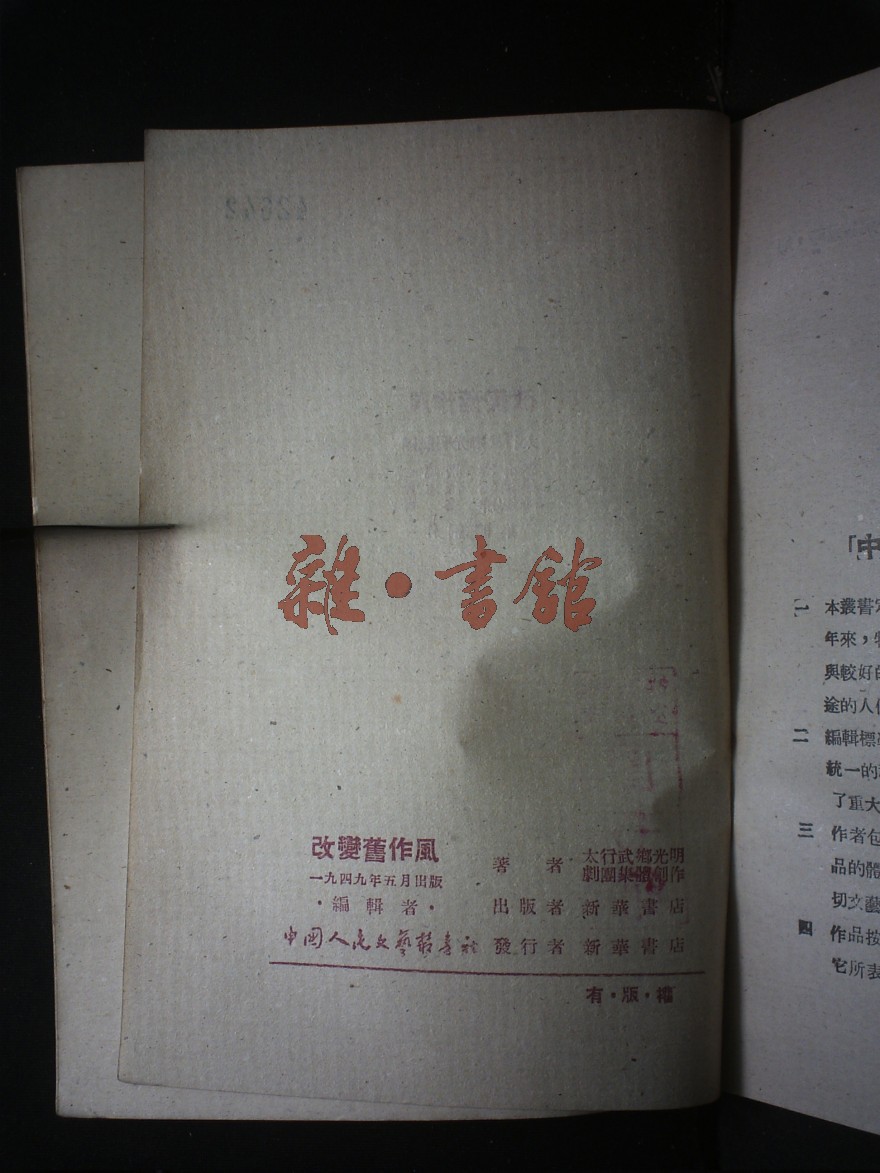 雜·書館
改變舊作風
一九四九年五月出版
·編輯者·
中國人民文藝叢書社
著者 太行武鄉光明
劇團集體創作
出版者 新華書店
發行者 新華書店
有·版·權
「中
一 本叢書
年來，
與較好的
途的人
二 編輯標
統一的
了重大
三 作者包
品的體
切文藝
四 作品按
它所表